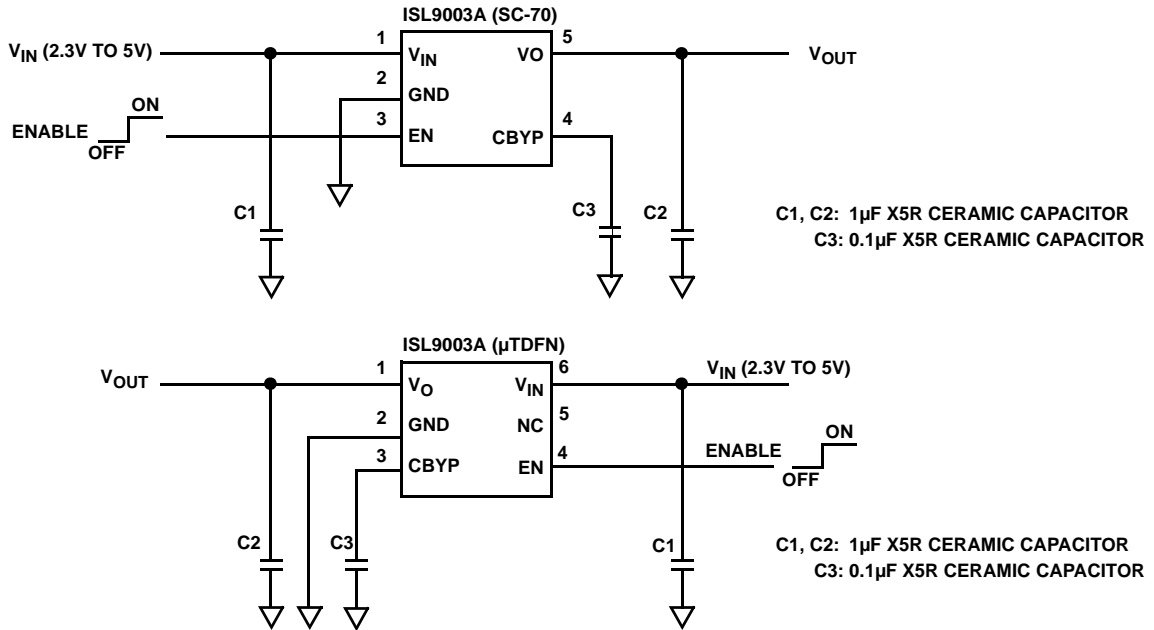 ISL9003A (SC-70)
VIN (2.3V TO 5V)
1
VIN
VO
5
VOUT
2
GND
ON
ENABLE
OFF
3
EN
CBYP
4
C1
C3
C2
C1, C2: 1µF X5R CERAMIC CAPACITOR
C3: 0.1µF X5R CERAMIC CAPACITOR
ISL9003A (µTDFN)
VOUT
1
VO
VIN
6
VIN (2.3V TO 5V)
2
GND
NC
5
3
CBYP
EN
4
ENABLE
ON
OFF
C2
C3
C1
C1, C2: 1µF X5R CERAMIC CAPACITOR
C3: 0.1µF X5R CERAMIC CAPACITOR